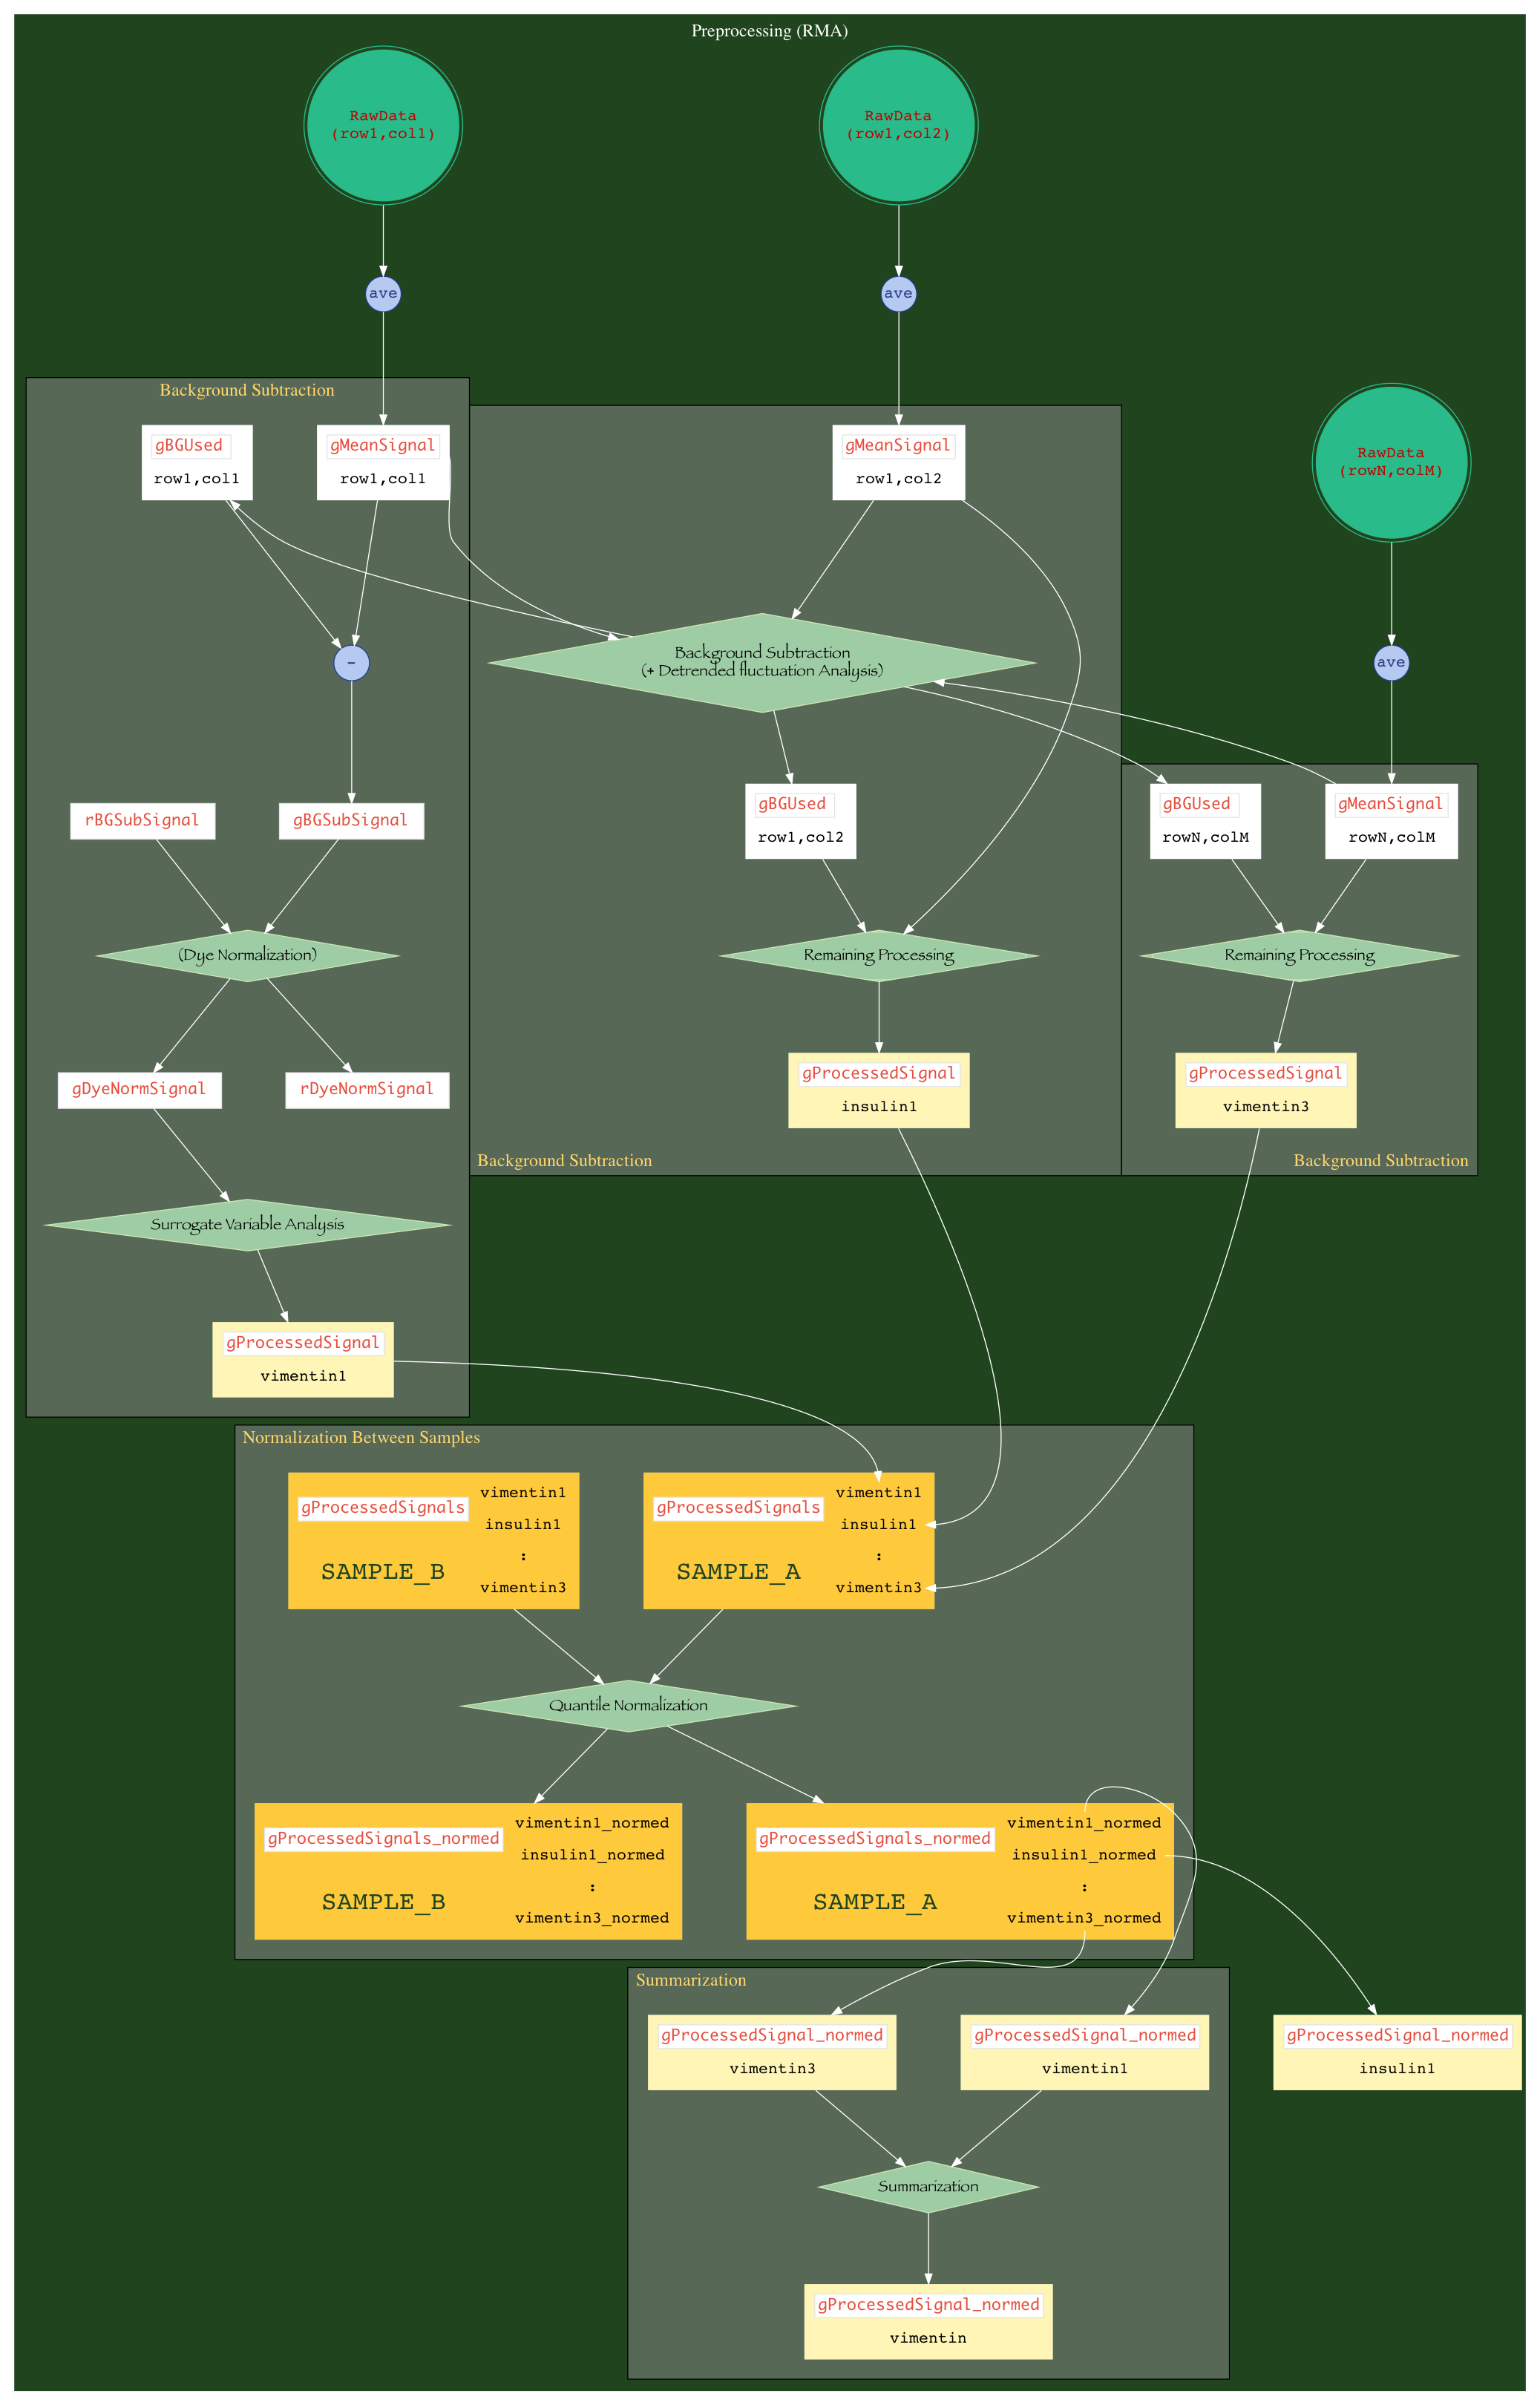 Preprocessing (RMA)
RawData
(row1,col1)
RawData
(row1,col2)
ave
ave
Background Subtraction
gBGUsed
row1,col1
gMeanSignal
row1,col1
gMeanSignal
row1,col2
RawData
(rowN,colM)
-
Background Subtraction
(+ Detrended fluctuation Analysis)
ave
rBGSubSignal
gBGSubSignal
gBGUsed
row1,col2
gBGUsed
rowN,colM
gMeanSignal
rowN,colM
(Dye Normalization)
Remaining Processing
Remaining Processing
gDyeNormSignal
rDyeNormSignal
gProcessedSignal
insulin1
gProcessedSignal
vimentin3
Background Subtraction
Background Subtraction
Surrogate Variable Analysis
gProcessedSignal
vimentin1
Normalization Between Samples
gProcessedSignals
SAMPLE_B
vimentin1
insulin1
:
vimentin3
gProcessedSignals
SAMPLE_A
vimentin1
insulin1
:
vimentin3
Quantile Normalization
gProcessedSignals_normed
SAMPLE_B
vimentin1_normed
insulin1_normed
:
vimentin3_normed
gProcessedSignals_normed
SAMPLE_A
vimentin1_normed
insulin1_normed
:
vimentin3_normed
Summarization
gProcessedSignal_normed
vimentin3
gProcessedSignal_normed
vimentin1
gProcessedSignal_normed
insulin1
Summarization
gProcessedSignal_normed
vimentin